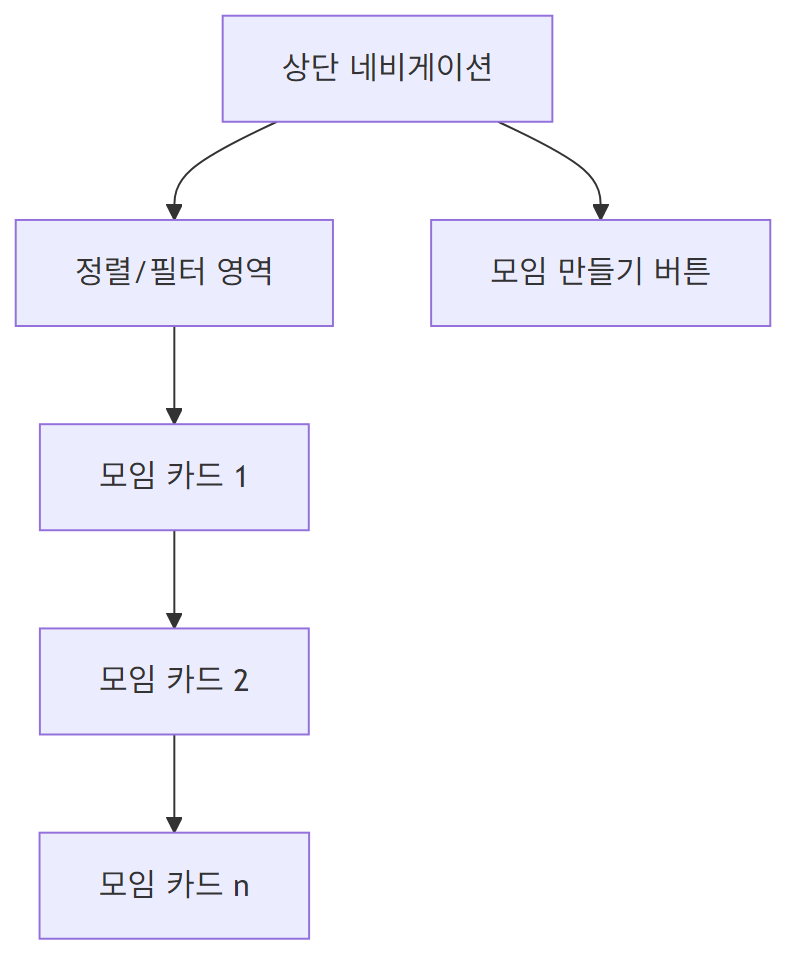 상단 네비게이션
정렬/필터 영역
모임 만들기 버튼
모임 카드 1
모임 카드 2
모임 카드 n